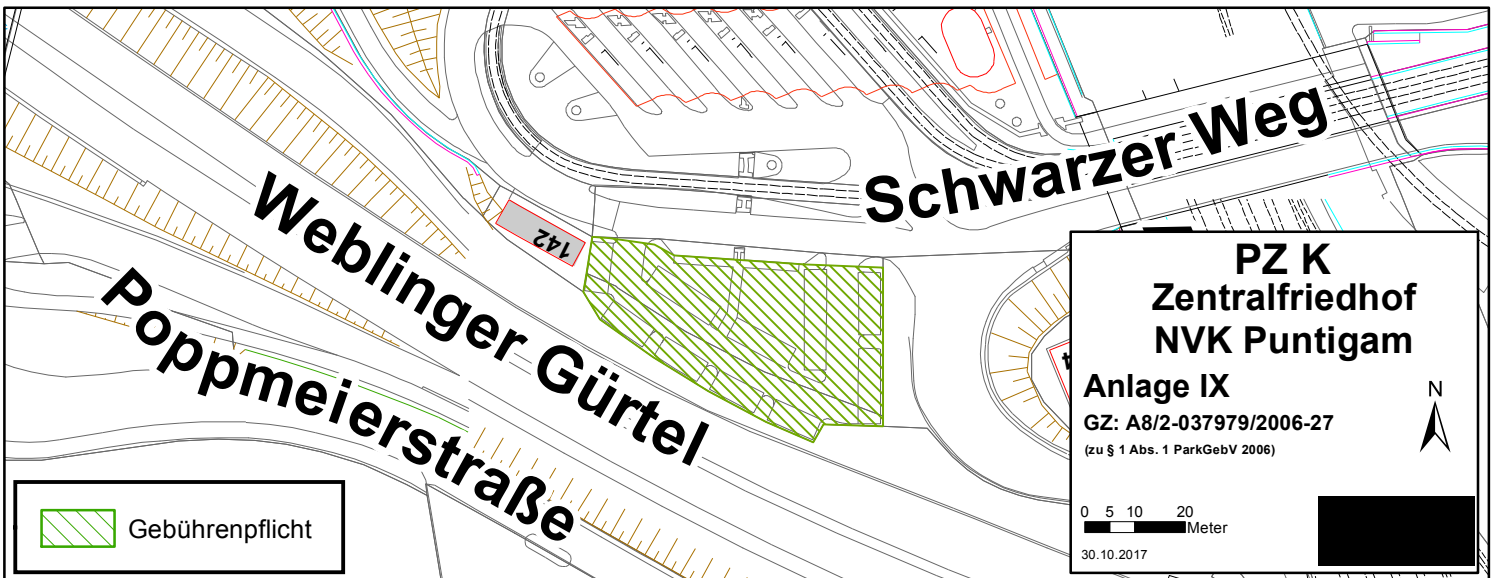 Schwarzer Weg
Weblinger Gürtel
Poppmeierstraße
142
PZ K
Zentralfriedhof
NVK Puntigam
Anlage IX
GZ: A8/2-037979/2006-27
(zu § 1 Abs. 1 ParkGebV 2006)
N
0 5 10 20
Meter
30.10.2017
Gebührenpflicht